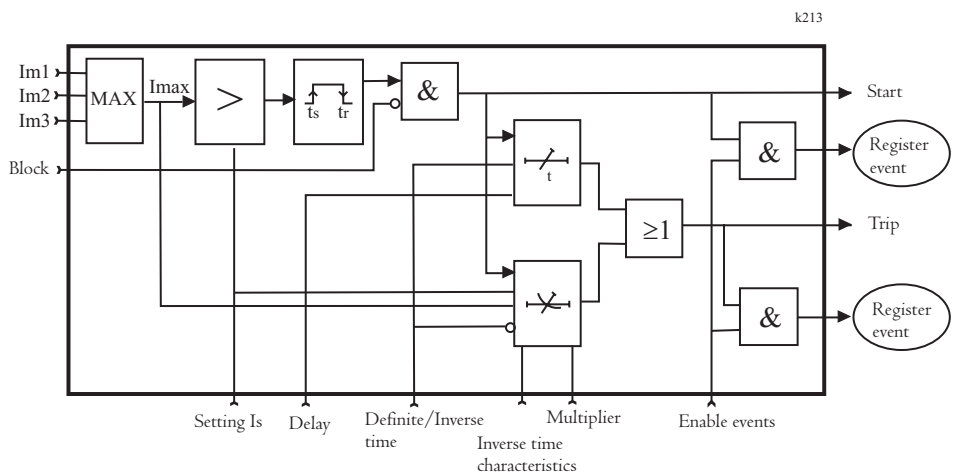 k213
Im1
Im2
Im3
MAX
Imax
>
ts
tr
&
Start
Block
t
&
Register
event
≥1
Trip
&
Register
event
Setting Is
Delay
Definite/Inverse
time
Inverse time
characteristics
Multiplier
Enable events